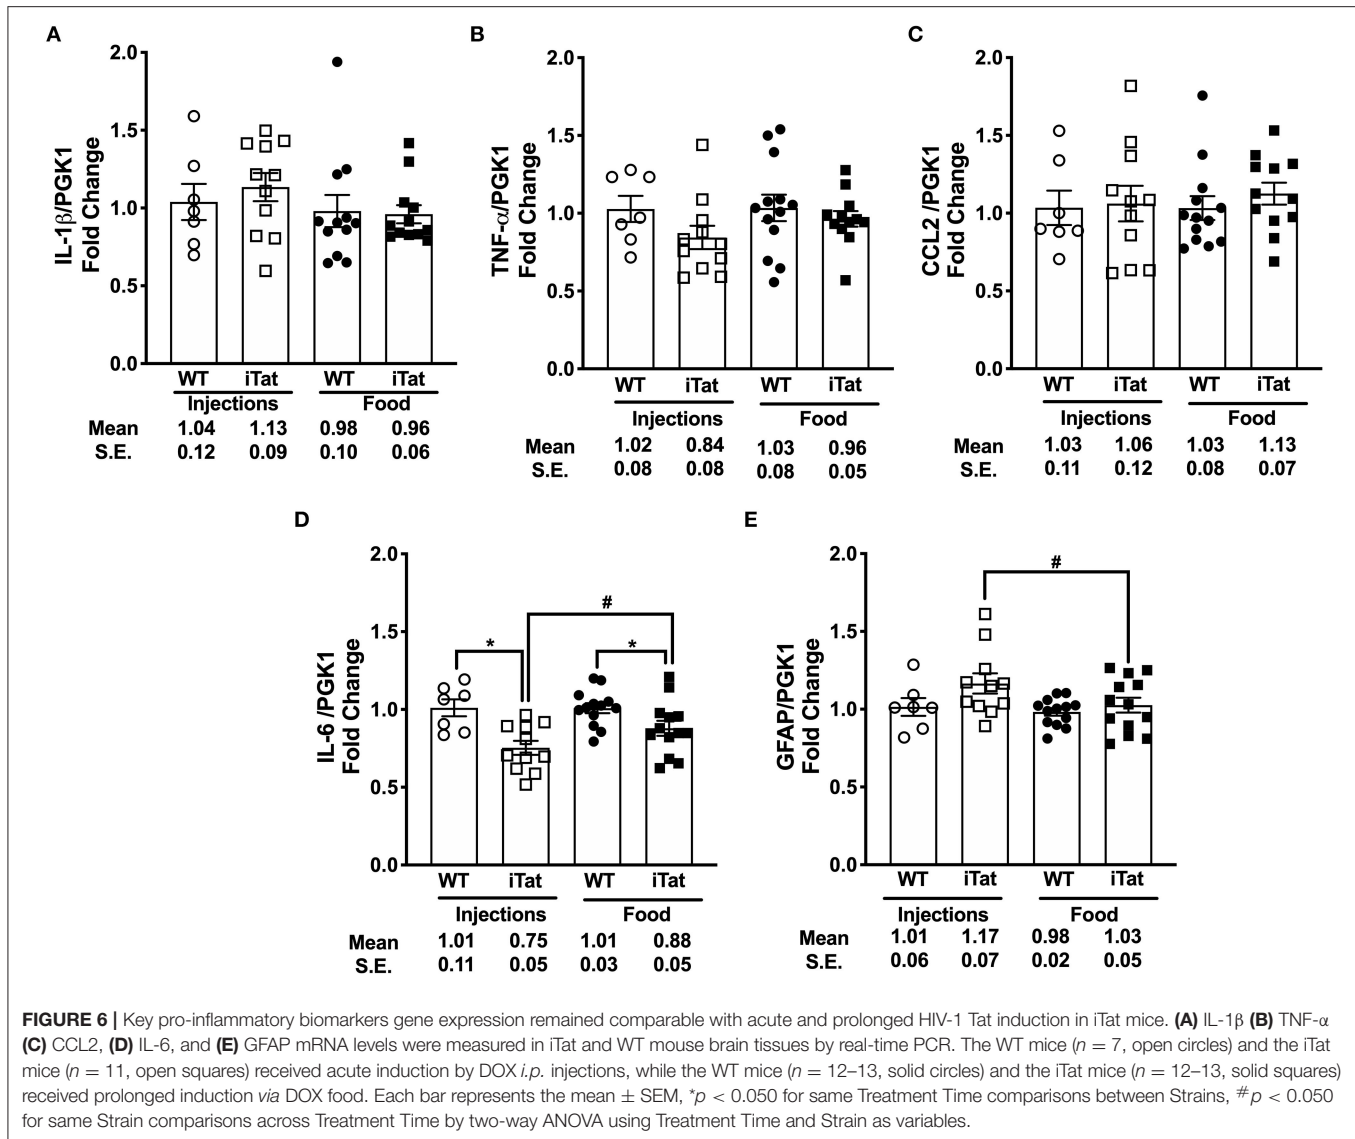 A
2.0
1.5
1.0
0.5
0.0
IL-1β/PGK1
Fold Change
WT iTat WT iTat
Injections Food
Mean 1.04 1.13 0.98 0.96
S.E. 0.12 0.09 0.10 0.06
B
2.0
1.5
1.0
0.5
0.0
TNF-α/PGK1
Fold Change
WT iTat WT iTat
Injections Food
Mean 1.02 0.84 1.03 0.96
S.E. 0.08 0.08 0.08 0.05
C
2.0
1.5
1.0
0.5
0.0
CCL2 /PGK1
Fold Change
WT iTat WT iTat
Injections Food
Mean 1.03 1.06 1.03 1.13
S.E. 0.11 0.12 0.08 0.07
D
2.0
1.5
1.0
0.5
0.0
IL-6 /PGK1
Fold Change
#
* *
WT iTat WT iTat
Injections Food
Mean 1.01 0.75 1.01 0.88
S.E. 0.11 0.05 0.03 0.05
E
2.0
1.5
1.0
0.5
0.0
GFAP/PGK1
Fold Change
#
WT iTat WT iTat
Injections Food
Mean 1.01 1.17 0.98 1.03
S.E. 0.06 0.07 0.02 0.05
FIGURE 6 | Key pro-inflammatory biomarkers gene expression remained comparable with acute and prolonged HIV-1 Tat induction in iTat mice. (A) IL-1β (B) TNF-α
(C) CCL2, (D) IL-6, and (E) GFAP mRNA levels were measured in iTat and WT mouse brain tissues by real-time PCR. The WT mice (n = 7, open circles) and the iTat
mice (n = 11, open squares) received acute induction by DOX i.p. injections, while the WT mice (n = 12–13, solid circles) and the iTat mice (n = 12–13, solid squares)
received prolonged induction via DOX food. Each bar represents the mean ± SEM, *p < 0.050 for same Treatment Time comparisons between Strains, #p < 0.050
for same Strain comparisons across Treatment Time by two-way ANOVA using Treatment Time and Strain as variables.